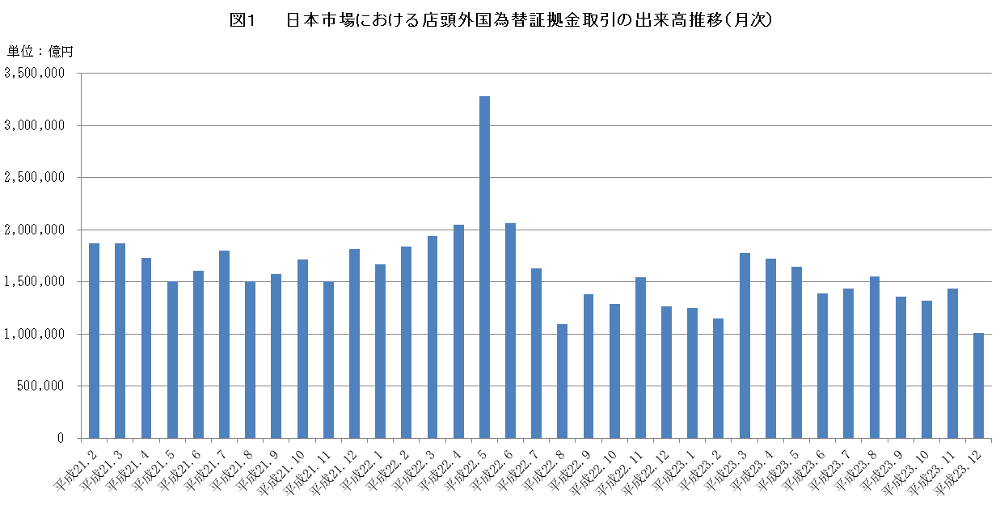 図1　日本市場における店頭外国為替証拠金取引の出来高推移(月次)
単位：億円
3,500,000
3,000,000
2,500,000
2,000,000
1,500,000
1,000,000
500,000
0
平成21.2
平成21.3
平成21.4
平成21.5
平成21.6
平成21.7
平成21.8
平成21.9
平成21.10
平成21.11
平成21.12
平成22.1
平成22.2
平成22.3
平成22.4
平成22.5
平成22.6
平成22.7
平成22.8
平成22.9
平成22.10
平成22.11
平成22.12
平成23.1
平成23.2
平成23.3
平成23.4
平成23.5
平成23.6
平成23.7
平成23.8
平成23.9
平成23.10
平成23.11
平成23.12